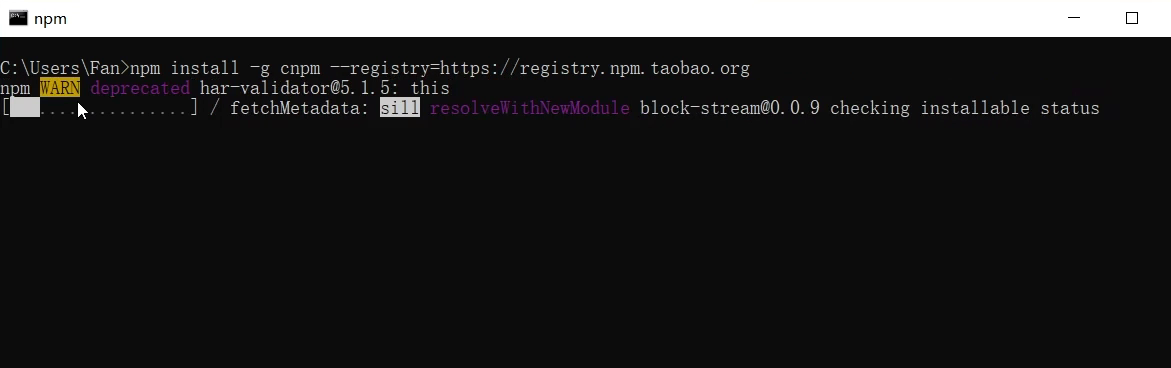 npm
C:\Users\Fan>npm install -g cnpm --registry=https://registry.npm.taobao.org
npm WARN deprecated har-validator@5.1.5: this
[ ...............] / fetchMetadata: sill resolveWithNewModule block-stream@0.0.9 checking installable status